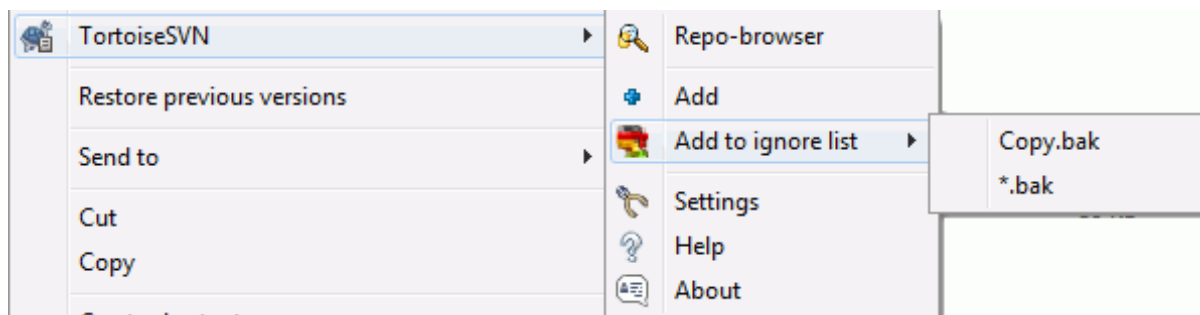 TortoiseSVN
Restore previous versions
Send to
Cut
Copy
Repo-browser
Add
Add to ignore list
Settings
Help
About
Copy.bak
*.bak